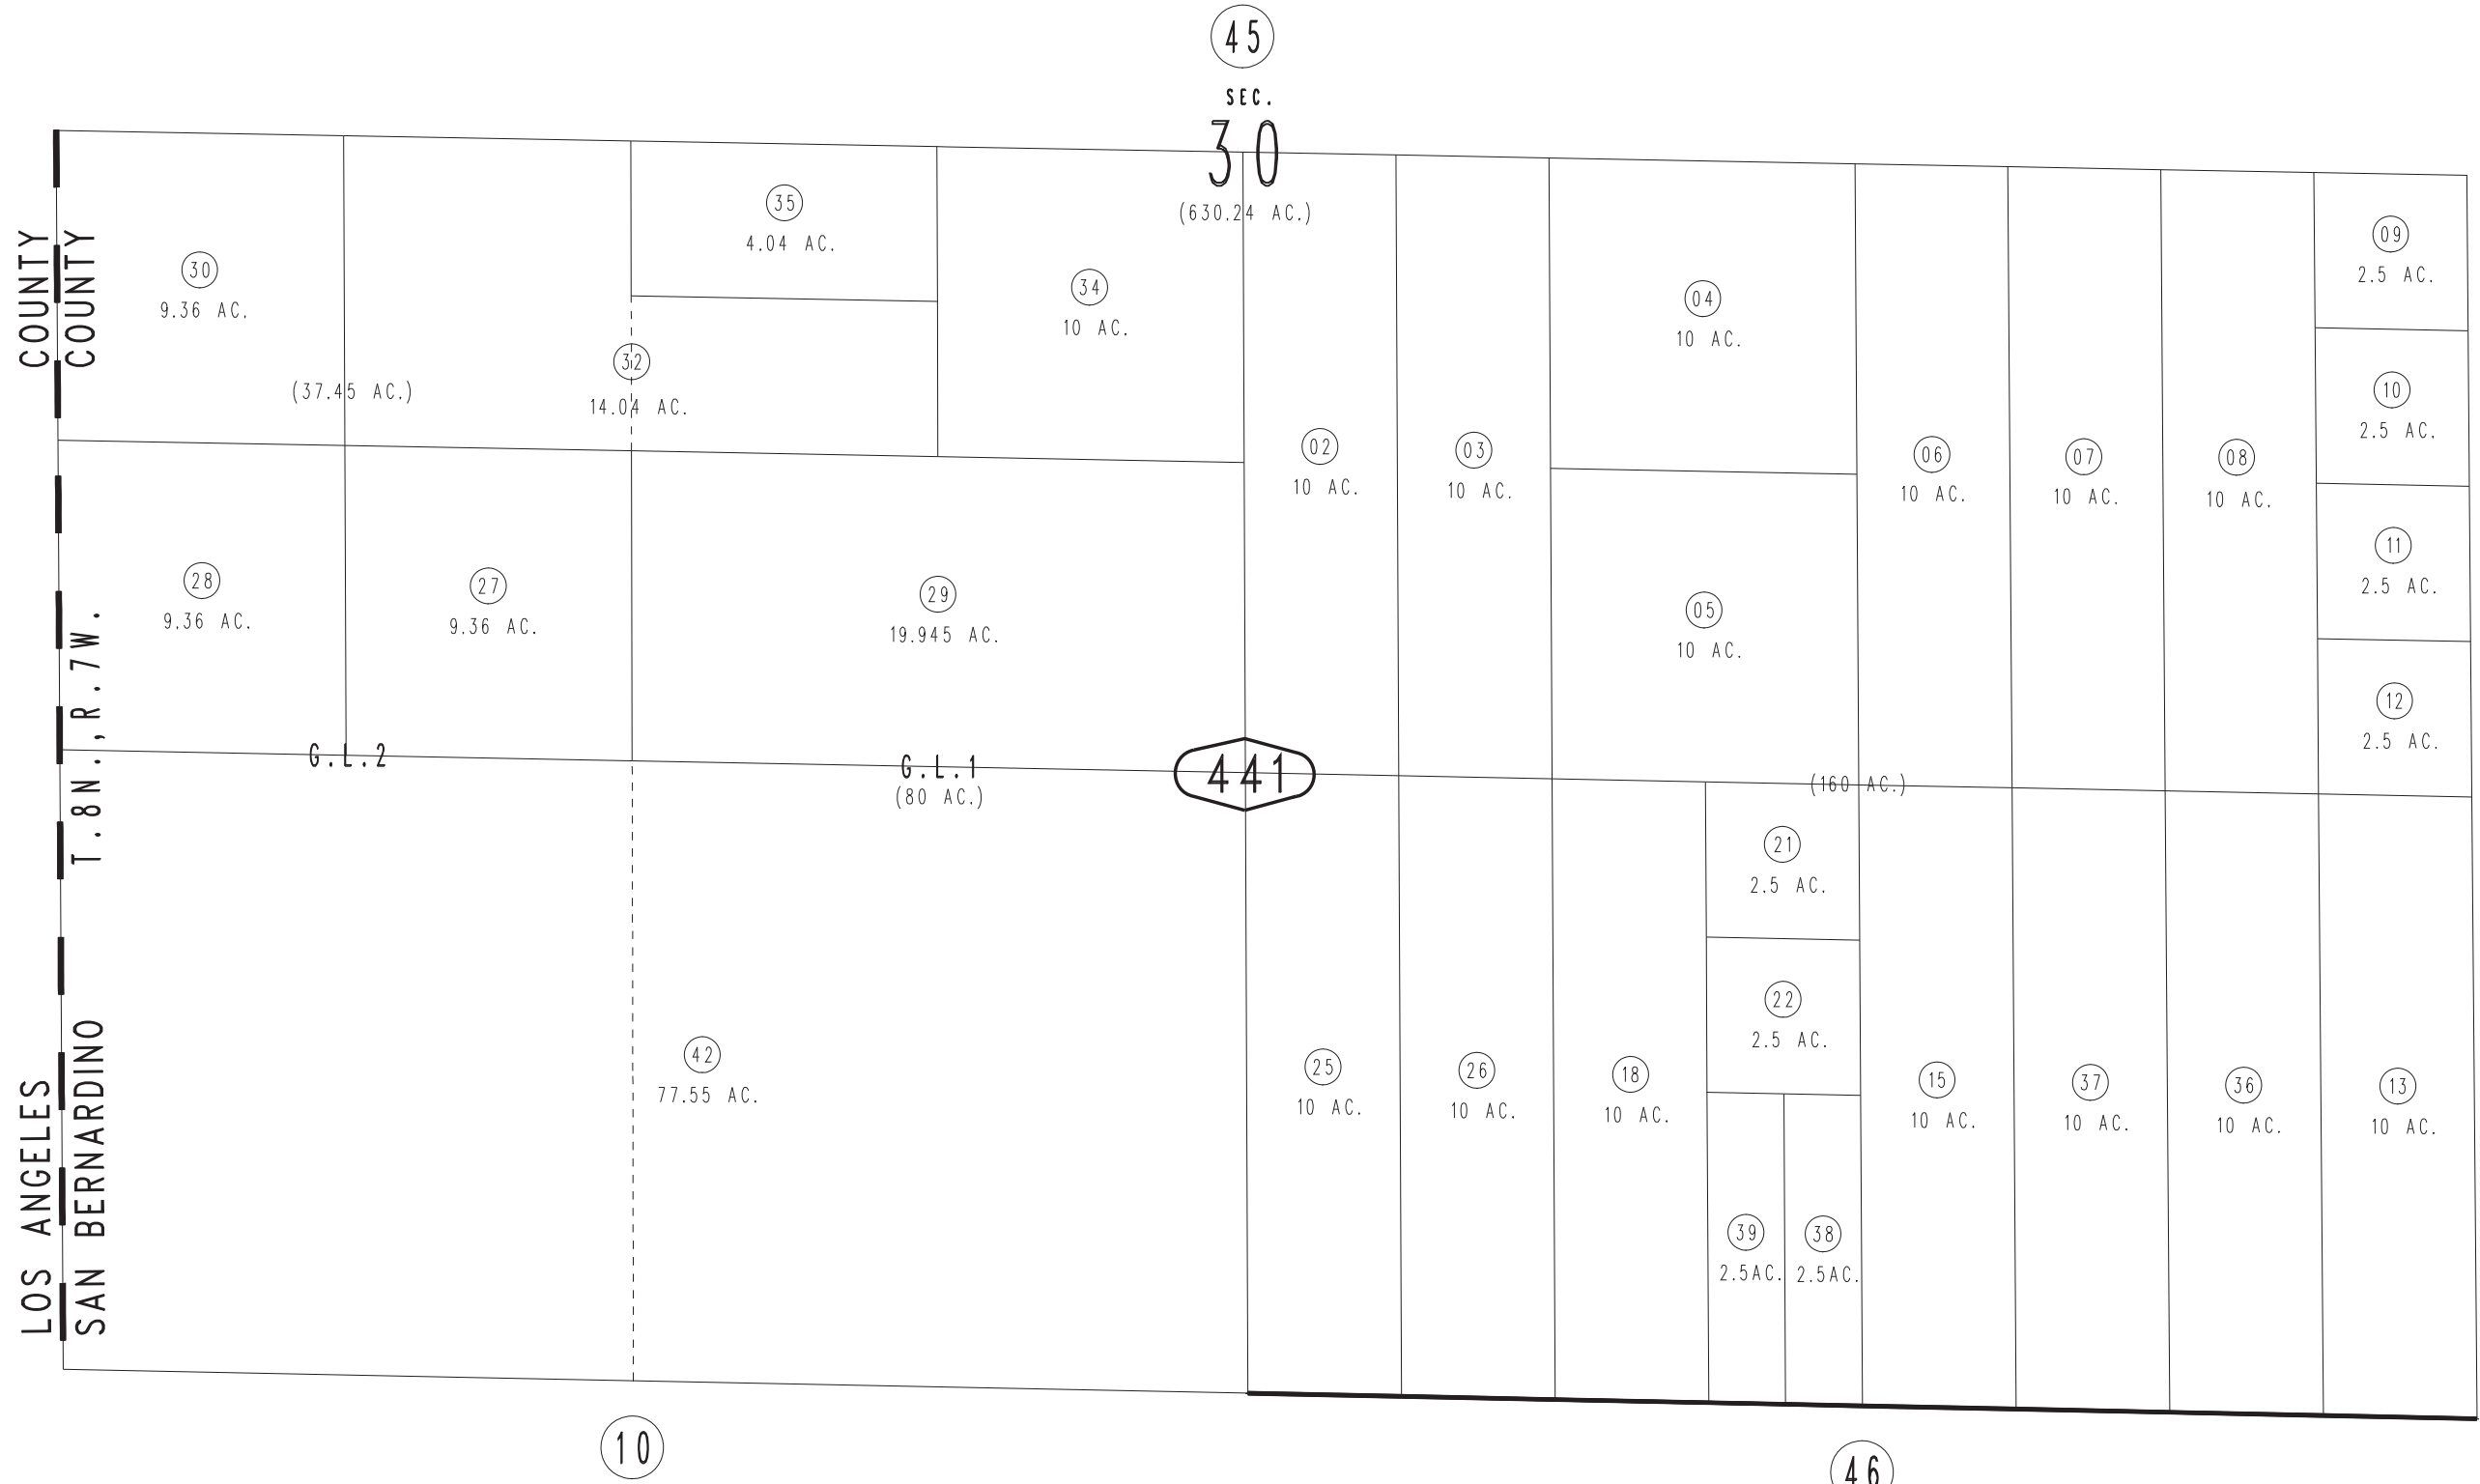 45
SEC.
30
(630.24 AC.)
COUNTY
COUNTY
30
9.36 AC.
35
4.04 AC.
34
10 AC.
04
10 AC.
09
2.5 AC.
(37.45 AC.)
32
14.04 AC.
02
10 AC.
03
10 AC.
06
10 AC.
07
10 AC.
08
10 AC.
10
2.5 AC.
28
9.36 AC.
27
9.36 AC.
29
19.945 AC.
05
10 AC.
11
2.5 AC.
12
2.5 AC.
T.8N.,R.7W.
G.L.2
G.L.1
(80 AC.)
441
(160 AC.)
21
2.5 AC.
22
2.5 AC.
42
77.55 AC.
25
10 AC.
26
10 AC.
18
10 AC.
15
10 AC.
37
10 AC.
36
10 AC.
13
10 AC.
39
2.5AC.
38
2.5AC.
LOS ANGELES
SAN BERNARDINO
10
46